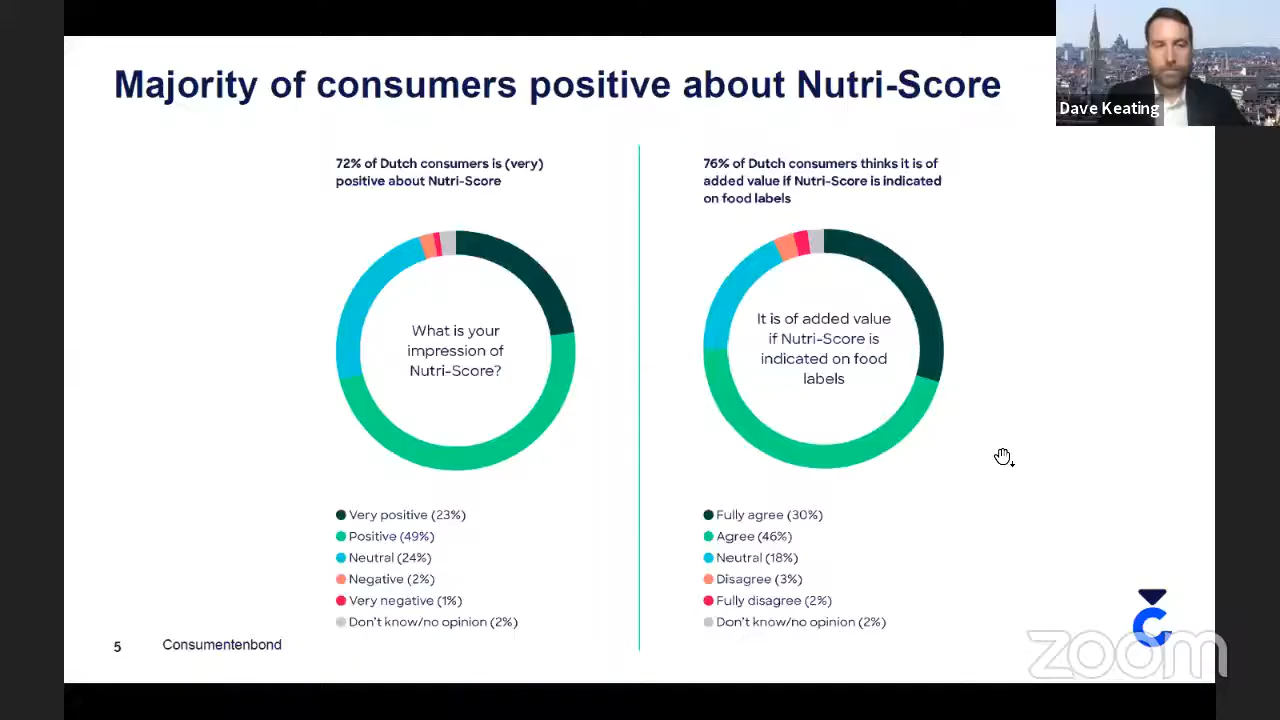 Majority of consumers positive about Nutri-Score
Dave Keating
72% of Dutch consumers is (very)
positive about Nutri-Score
What is your
impression of
Nutri-Score?
Very positive (23%)
Positive (49%)
Neutral (24%)
Negative (2%)
Very negative (1%)
Don't know/no opinion (2%)
76% of Dutch consumers thinks it is of
added value if Nutri-Score is indicated
on food labels
It is of added value
if Nutri-Score is
indicated on food
labels
Fully agree (30%)
Agree (46%)
Neutral (18%)
Disagree (3%)
Fully disagree (2%)
Don't know/no opinion (2%)
5 Consumentenbond
zoom